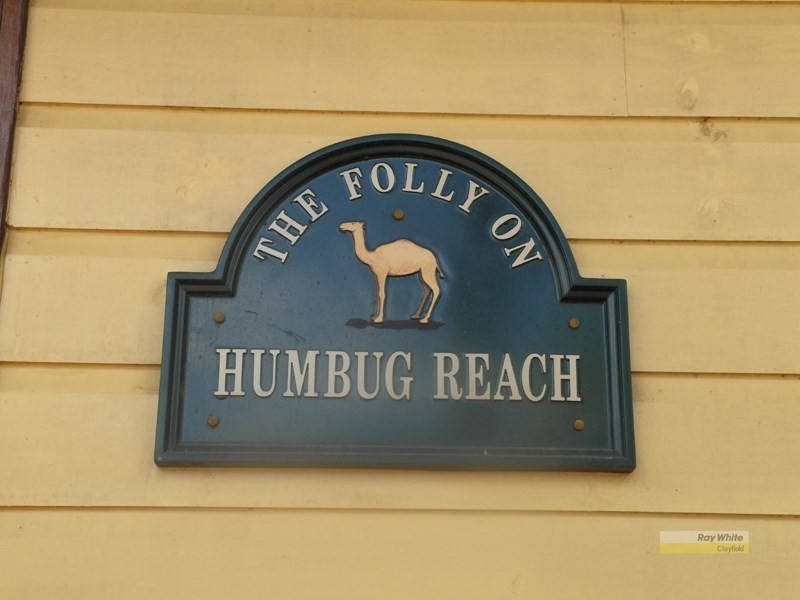 THE FOLLY ON
HUMBUG REACH
Ray White
Clayfield